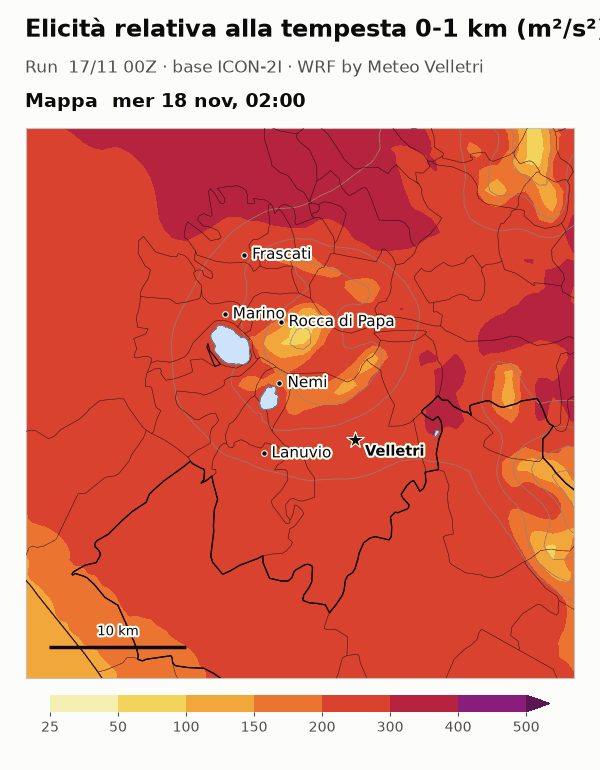 Elicità relativa alla tempesta 0-1 km (m²/s²)
Run 17/11 00Z · base ICON-2I · WRF by Meteo Velletri
Mappa mer 18 nov, 02:00
Frascati
Marino
Rocca di Papa
Nemi
Lanuvio
Velletri
10 km
25 50 100 150 200 300 400 500